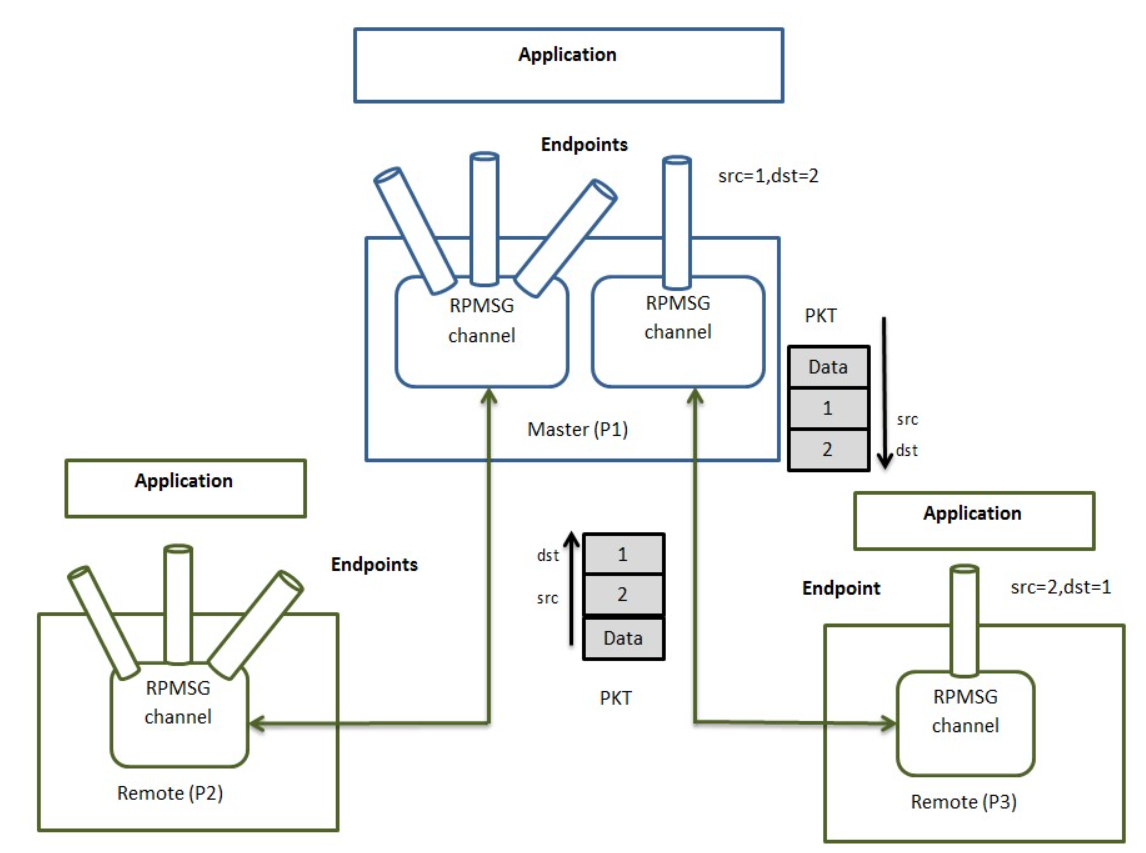 Application
Endpoints
src=1,dst=2
RPMSG
channel
RPMSG
channel
PKT
Data
1
2
src
dst
Master (P1)
Application
Endpoints
RPMSG
channel
Remote (P2)
dst
src
1
2
Data
PKT
Application
Endpoint
src=2,dst=1
RPMSG
channel
Remote (P3)